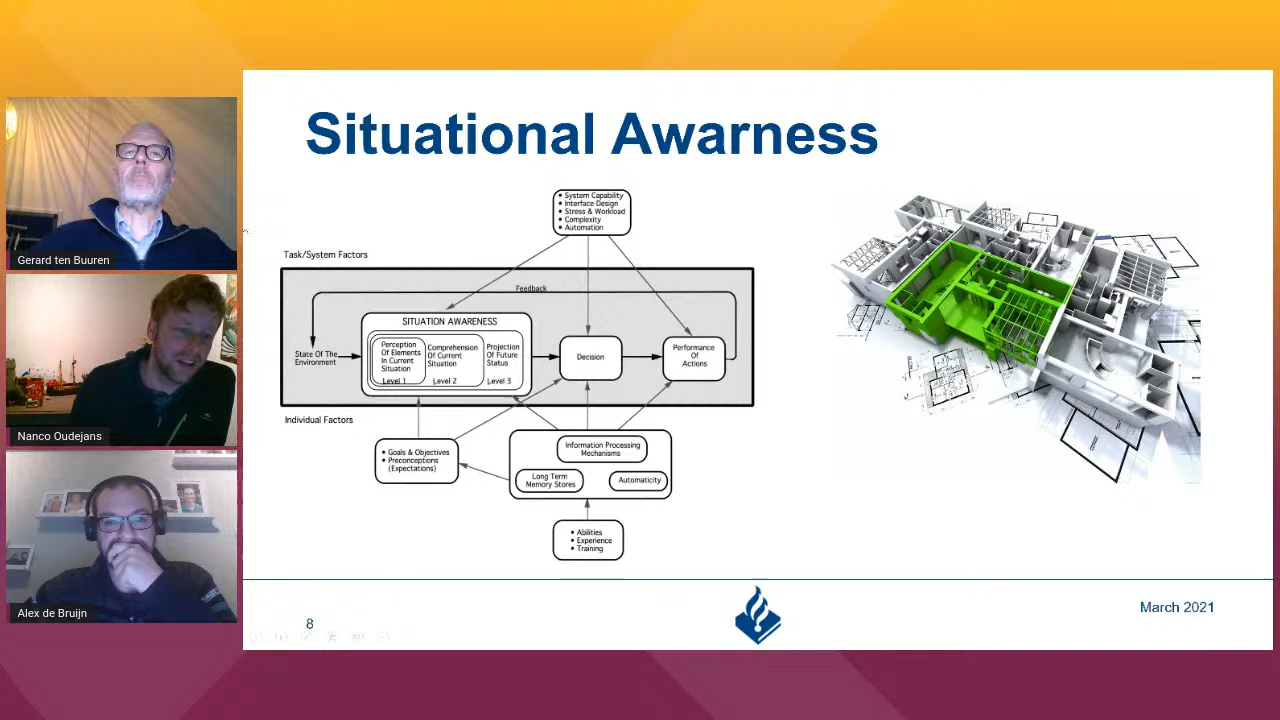 Situational Awarness
• System Capability
• Interface Design
• Stress & Workload
• Complexity
• Automation
Task/System Factors
Feedback
SITUATION AWARENESS
State Of The
Environment
Perception
Of Elements
In Current
Situation
Level 1
Comprehension
Of Current
Situation
Level 2
Projection
Of Future
Status
Level 3
Decision
Performance
Of
Actions
Individual Factors
• Goals & Objectives
• Preconceptions
(Expectations)
Information Processing
Mechanisms
Long Term
Memory Stores
Automaticity
• Abilities
• Experience
• Training
Gerard ten Buuren
Nanco Oudejans
Alex de Bruijn
8
March 2021